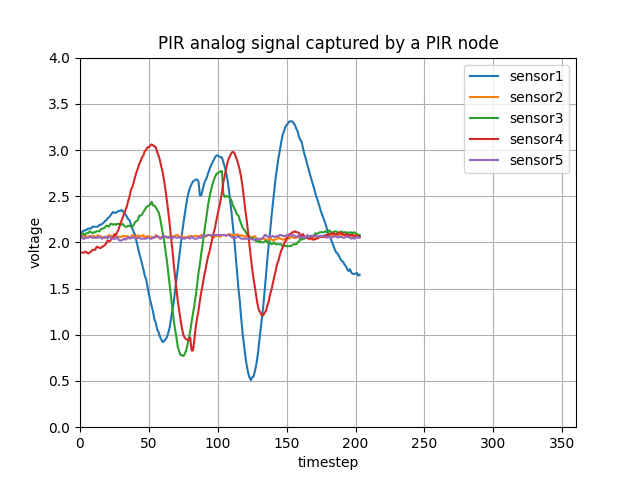 PIR analog signal captured by a PIR node
4.0
3.5
3.0
2.5
2.0
1.5
1.0
0.5
0.0
voltage
sensor1
sensor2
sensor3
sensor4
sensor5
0 50 100 150 200 250 300 350
timestep